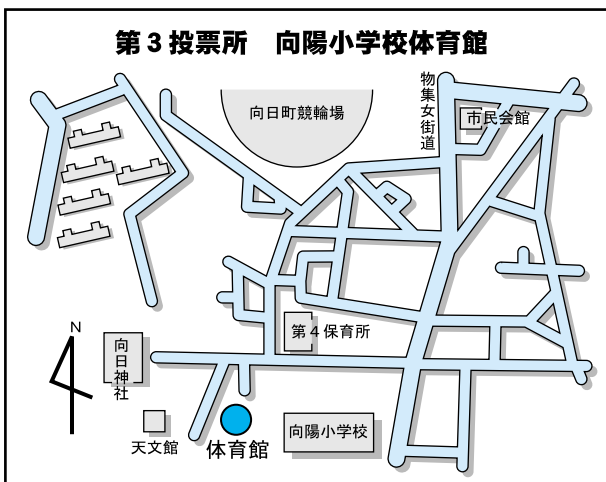 第３投票所　向陽小学校体育館
物集女街道
向日町競輪場
市民会館
第４保育所
N
向日神社
天文館
体育館
向陽小学校